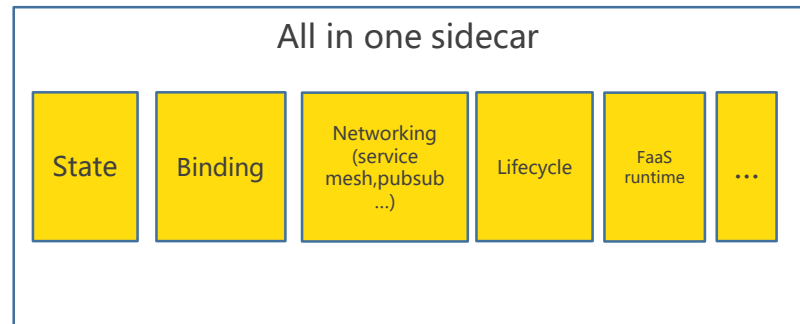 All in one sidecar
State
Binding
Networking
(service
mesh,pubsub
...)
Lifecycle
FaaS
runtime
...